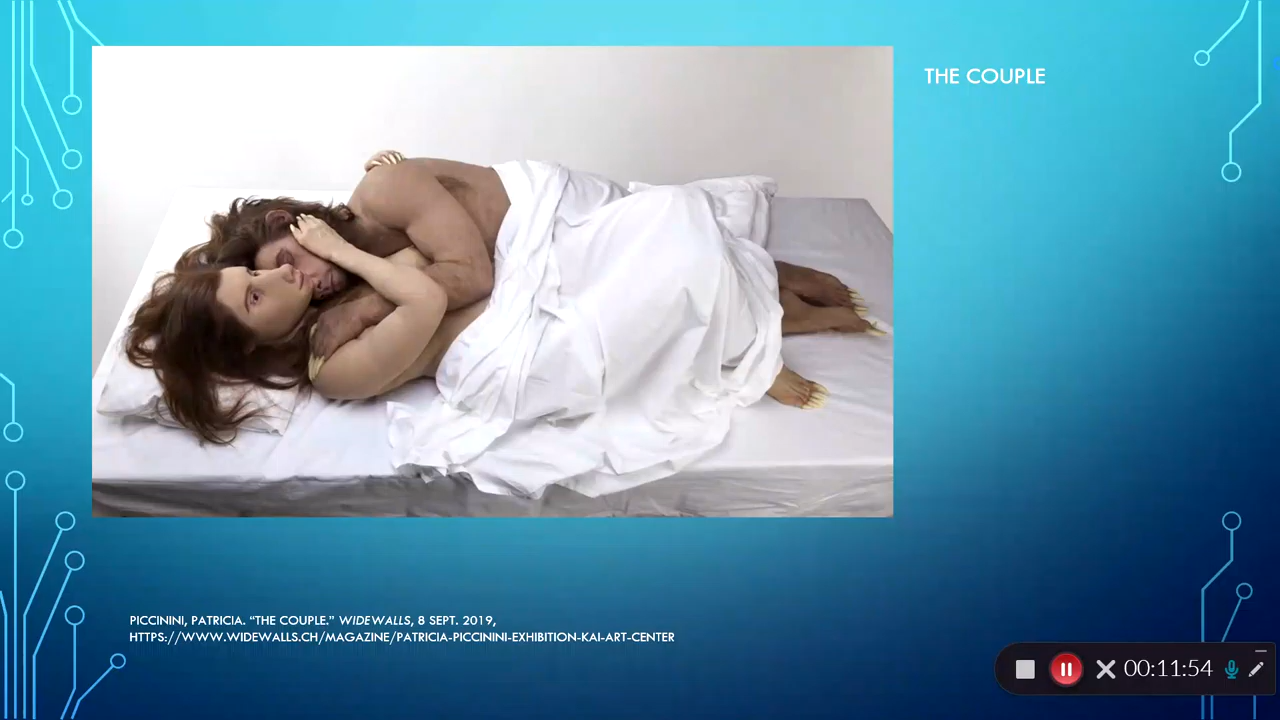 THE COUPLE
PICCININI, PATRICIA. “THE COUPLE.” WIDEWALLS, 8 SEPT. 2019,
HTTPS://WWW.WIDEWALLS.CH/MAGAZINE/PATRICIA-PICCININI-EXHIBITION-KAI-ART-CENTER
00:11:54